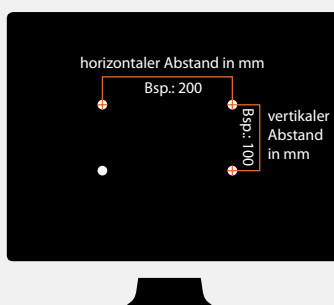 horizontaler Abstand in mm
Bsp.: 200
Bsp.: 100
vertikaler
Abstand
in mm